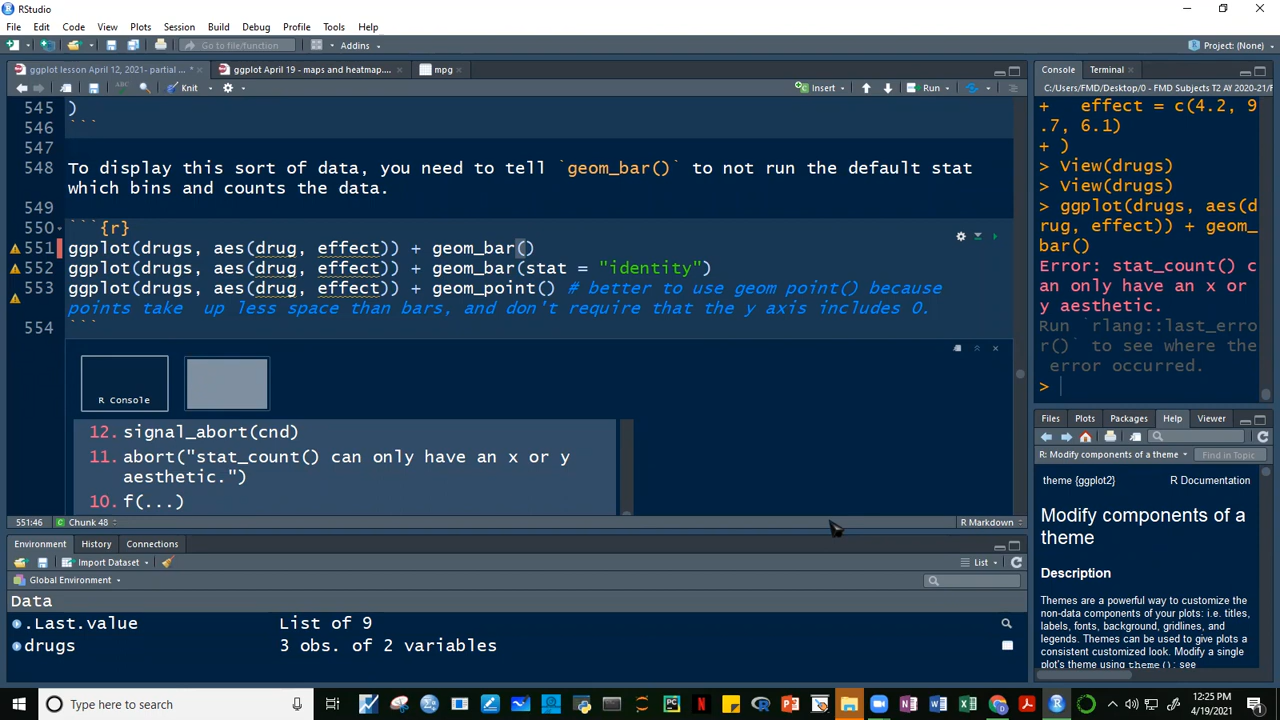 RStudio
File Edit Code View Plots Session Build Debug Profile Tools Help
Go to file/function Addins Project: (None)
ggplot lesson April 12, 2021- partial ... * ggplot April 19 - maps and heatmap.... mpg
Knit Insert Run
545 )
546 ```
547
548 To display this sort of data, you need to tell `geom_bar()` to not run the default stat
which bins and counts the data.
549
550 ```{r}
551 ggplot(drugs, aes(drug, effect)) + geom_bar()
552 ggplot(drugs, aes(drug, effect)) + geom_bar(stat = "identity")
553 ggplot(drugs, aes(drug, effect)) + geom_point() # better to use geom point() because
points take  up less space than bars, and don't require that the y axis includes 0.
554 ```
R Console
12. signal_abort(cnd)
11. abort("stat_count() can only have an x or y
aesthetic.")
10. f(...)
551:46 Chunk 48 R Markdown
Environment History Connections
Import Dataset List
Global Environment
Data
.Last.value List of 9
drugs 3 obs. of 2 variables
Console Terminal
C:/Users/FMD/Desktop/0 - FMD Subjects T2 AY 2020-21/F
+   effect = c(4.2, 9
.7, 6.1)
+ )
> View(drugs)
> View(drugs)
> ggplot(drugs, aes(d
rug, effect)) + geom_
bar()
Error: stat_count() c
an only have an x or
y aesthetic.
Run `rlang::last_erro
r()` to see where the
error occurred.
>
Files Plots Packages Help Viewer
R: Modify components of a theme Find in Topic
theme {ggplot2} R Documentation
Modify components of a
theme
Description
Themes are a powerful way to customize the
non-data components of your plots: i.e. titles,
labels, fonts, background, gridlines, and
legends. Themes can be used to give plots a
consistent customized look. Modify a single
plot's theme using theme(); see
Type here to search
12:25 PM
4/19/2021